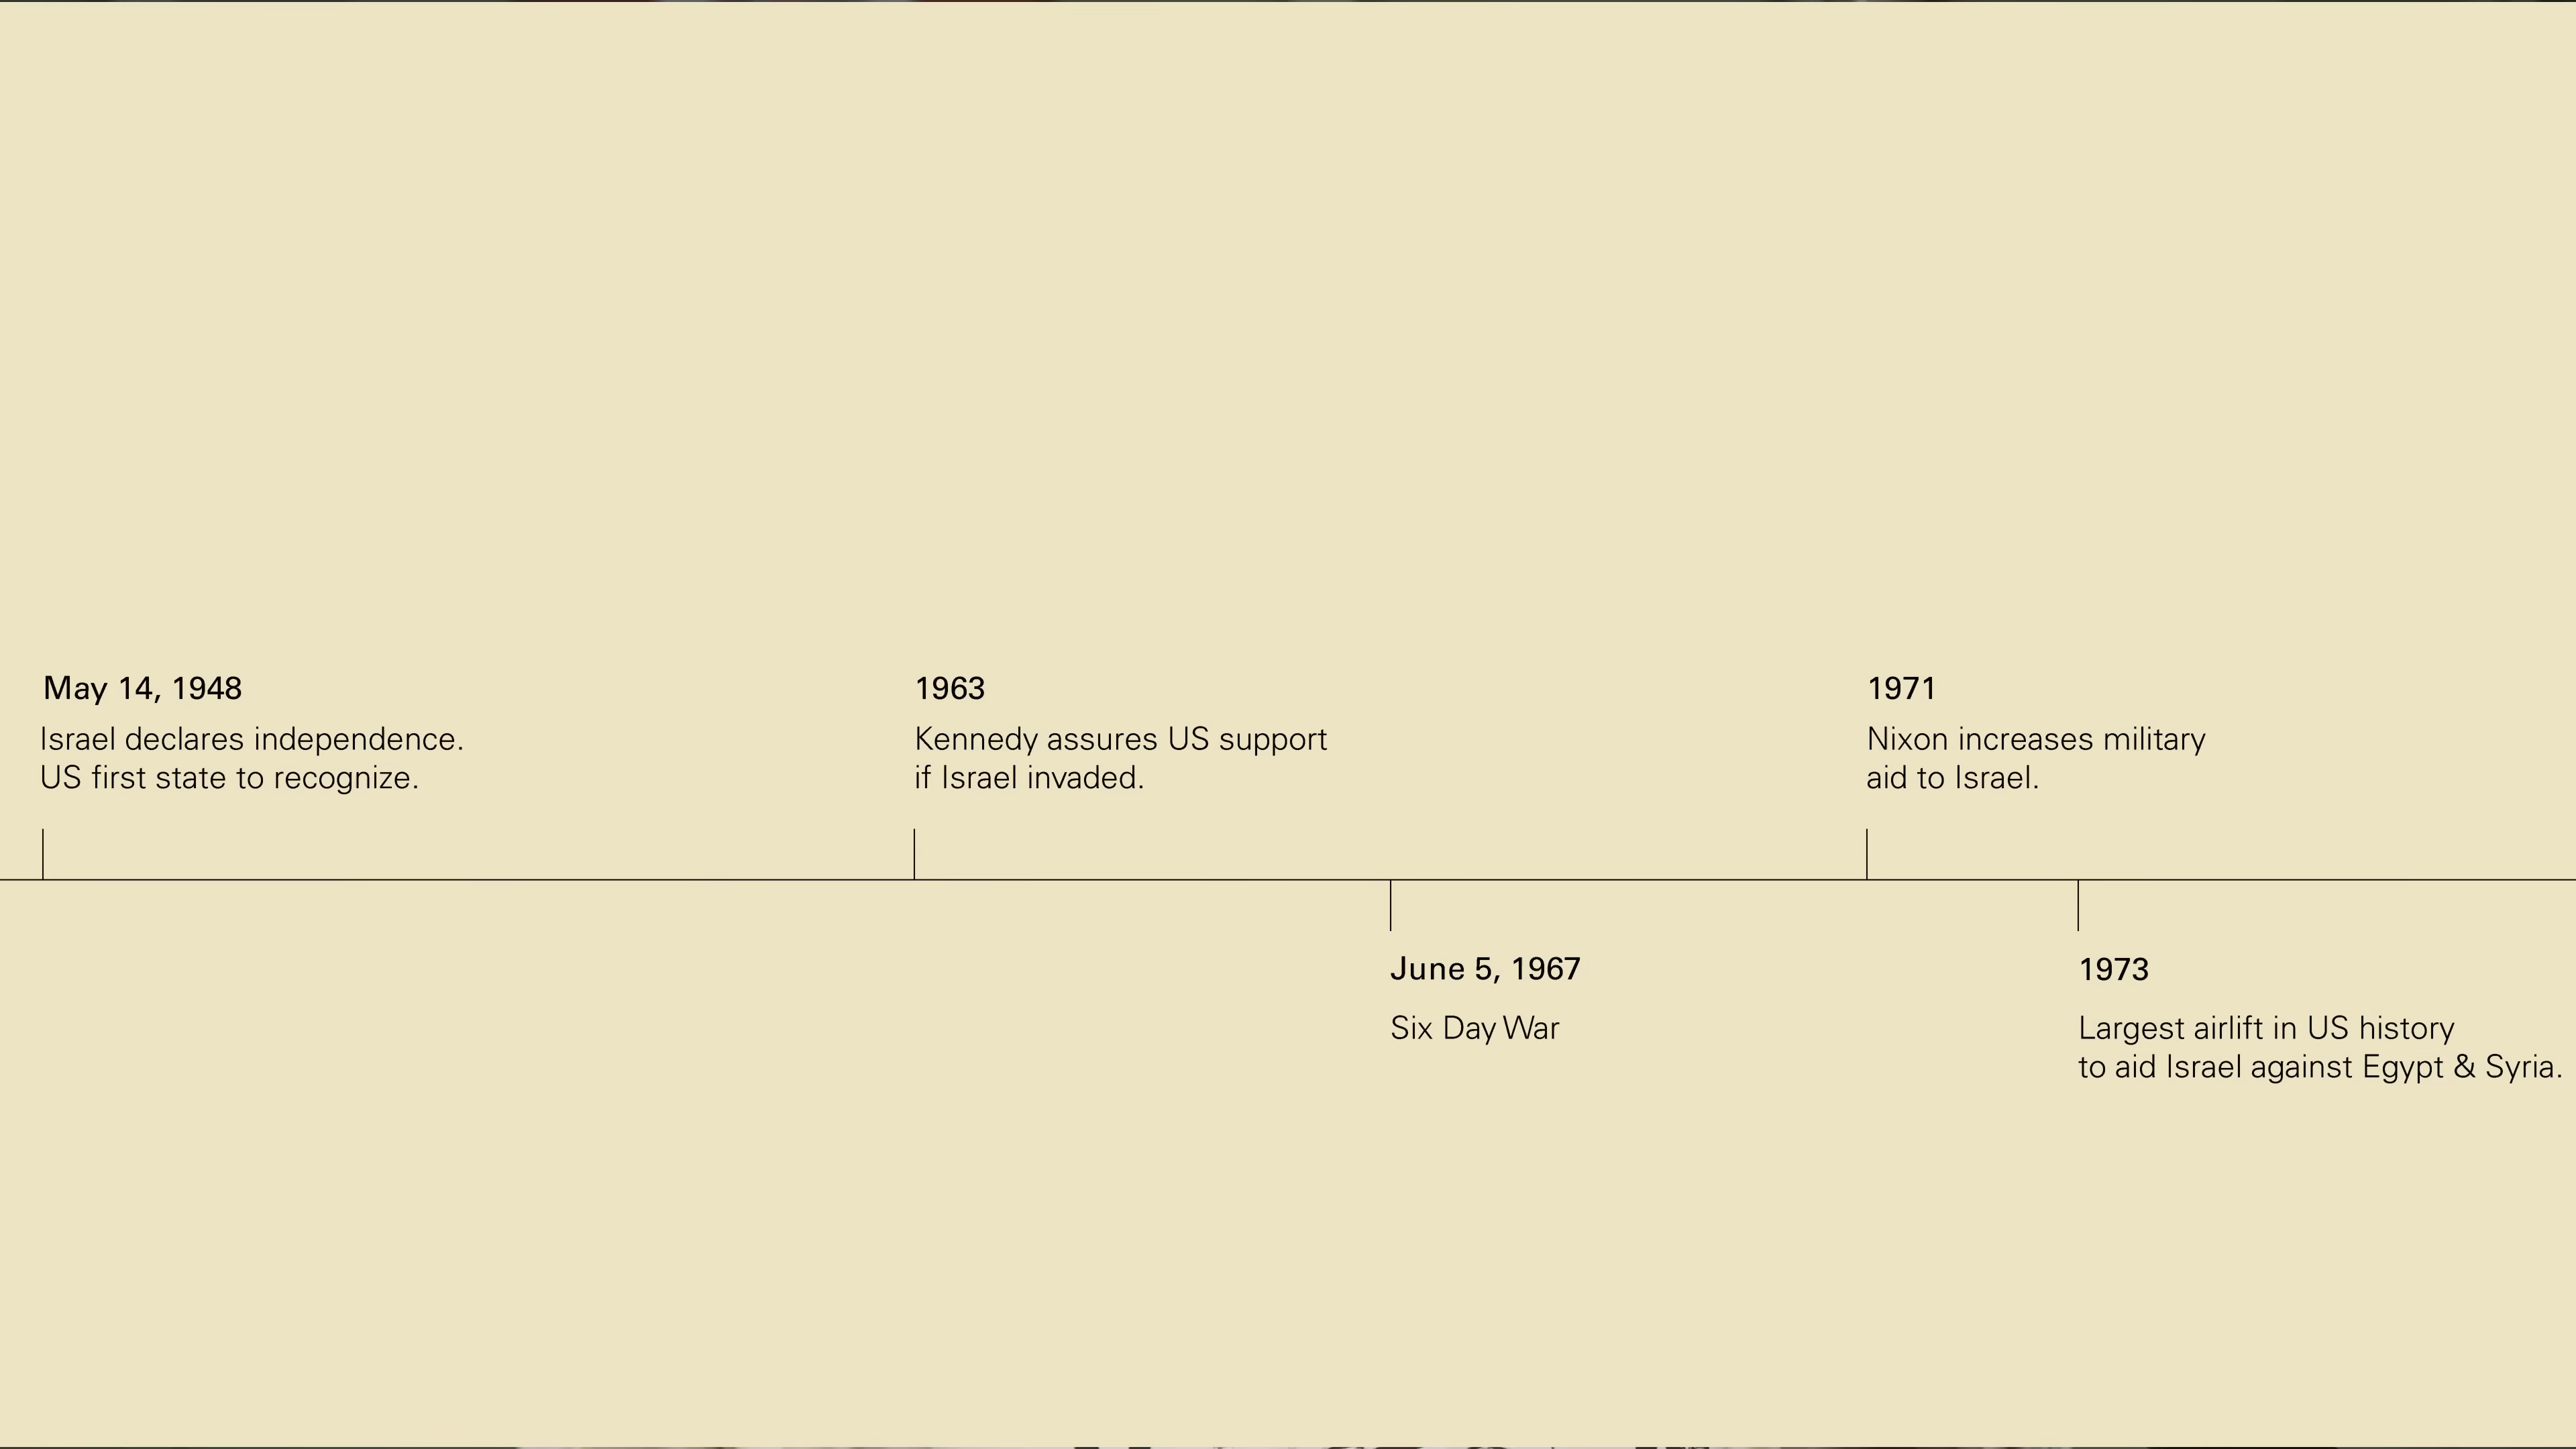 May 14, 1948
Israel declares independence.
US first state to recognize.
1963
Kennedy assures US support
if Israel invaded.
June 5, 1967
Six Day War
1971
Nixon increases military
aid to Israel.
1973
Largest airlift in US history
to aid Israel against Egypt & Syria.